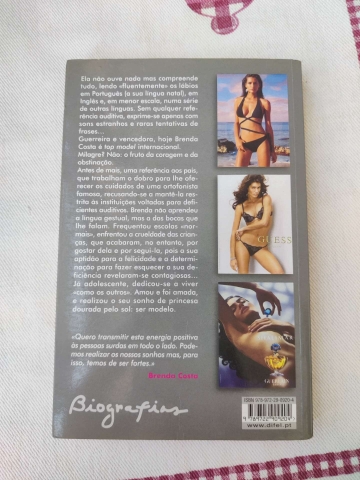 Ela não ouve nada mas compreende
tudo, lendo «fluentemente» os lábios
em Português (a sua língua natal), em
Inglês e, em menor escala, numa série
de outras línguas. Sem qualquer refe-
rência auditiva, exprime-se apenas com
sons estranhos e raras tentativas de
frases...
Guerreira e vencedora, hoje Brenda
Costa é top model internacional.
Milagre? Não: o fruto da coragem e da
obstinação.
Antes de mais, uma referência aos pais,
que trabalham o dobro para lhe ofe-
recer os cuidados de uma ortofonista
famosa, recusando-se a mantê-la restri-
ta às instituições voltadas para defi-
cientes auditivos. Brenda não aprendeu
a língua gestual, mas a das bocas que
lhe falam. Frequentou escolas «nor-
mais», enfrentou a crueldade das crian-
ças, que acabaram, no entanto, por
gostar dela e por segui-la, pois a sua
aptidão para a felicidade e a determi-
nação para fazer esquecer a sua defi-
ciência revelaram-se contagiosas...
Já adolescente, dedicou-se a viver
«como os outros». Amou e foi amada, e
realizou o seu sonho de princesa
dourada pelo sol: ser modelo.
«Quero transmitir esta energia positiva
às pessoas surdas em todo o lado. Pode-
mos realizar os nossos sonhos mas, para
isso, temos de ser fortes.»
Brenda Costa
Biografias
GUESS
GUERLAIN
www.difel.pt